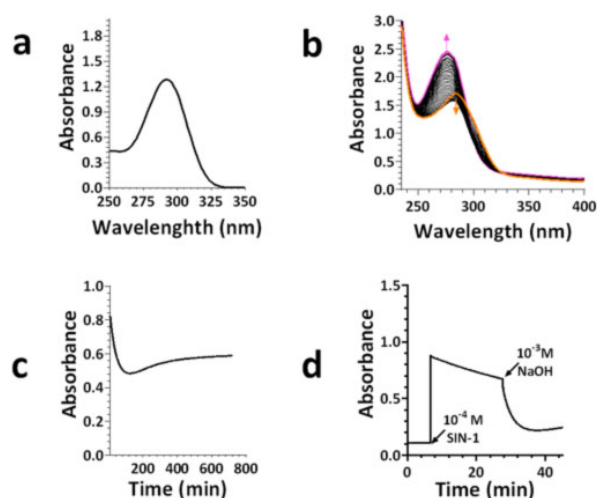 a
Absorbance
1.8
1.5
1.2
0.9
0.6
0.3
0.0
250 275 300 325 350
Wavelenghth (nm)
b
Absorbance
3.0
2.5
2.0
1.5
1.0
0.5
0.0
250 300 350 400
Wavelength (nm)
c
Absorbance
1.0
0.8
0.6
0.4
0.2
0.0
200 400 600 800
Time (min)
d
Absorbance
1.5
1.0
0.5
0.0
0 20 40
10⁻³M
NaOH
10⁻⁴ M
SIN-1
Time (min)